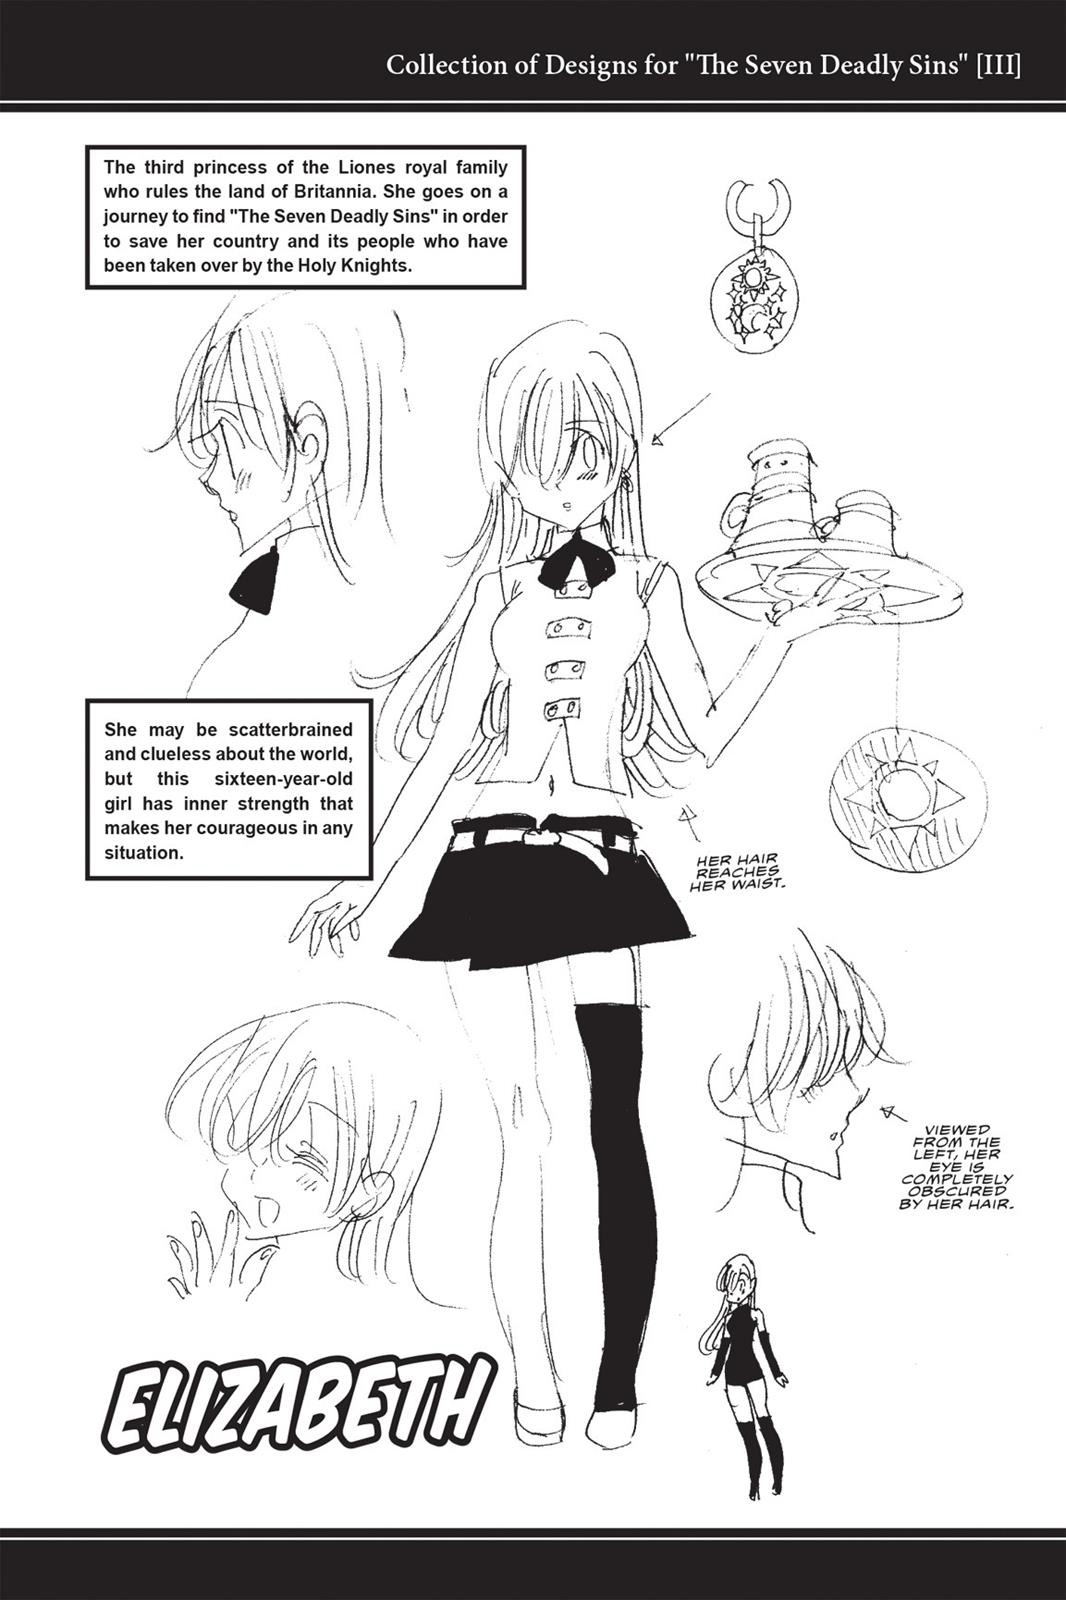 Collection of Designs for "The Seven Deadly Sins" [III]
The third princess of the Liones royal family
who rules the land of Britannia. She goes on a
journey to find "The Seven Deadly Sins" in order
to save her country and its people who have
been taken over by the Holy Knights.
She may be scatterbrained
and clueless about the world,
but this sixteen-year-old
girl has inner strength that
makes her courageous in any
situation.
HER HAIR
REACHES
HER WAIST.
VIEWED
FROM THE
LEFT, HER
EYE IS
COMPLETELY
OBSCURED
BY HER HAIR.
ELIZABETH